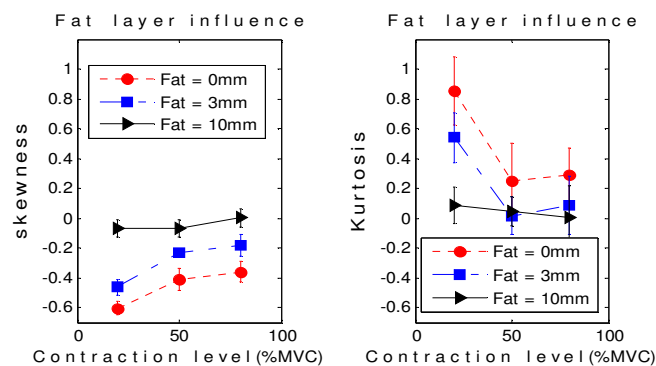 Fat layer influence
skewness
1
0.8
0.6
0.4
0.2
0
-0.2
-0.4
-0.6
Fat = 0mm
Fat = 3mm
Fat = 10mm
0 50 100
Contraction level(%MVC)
Fat layer influence
Kurtosis
1
0.8
0.6
0.4
0.2
0
-0.2
-0.4
-0.6
Fat = 0mm
Fat = 3mm
Fat = 10mm
0 50 100
Contraction level(%MVC)